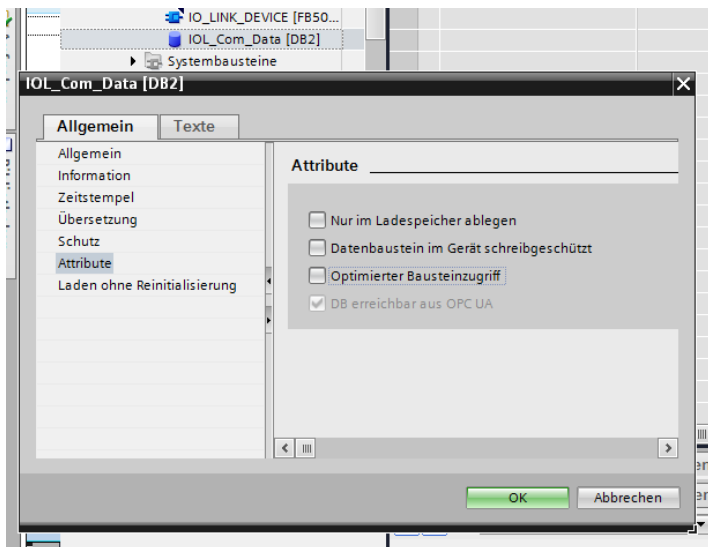 IO_LINK_DEVICE [FB50...
IOL_Com_Data [DB2]
Systembausteine
IOL_Com_Data [DB2]
Allgemein
Texte
Allgemein
Information
Zeitstempel
Übersetzung
Schutz
Attribute
Laden ohne Reinitialisierung
Attribute
Nur im Ladespeicher ablegen
Datenbaustein im Gerät schreibgeschützt
Optimierter Bausteinzugriff
DB erreichbar aus OPC UA
OK
Abbrechen